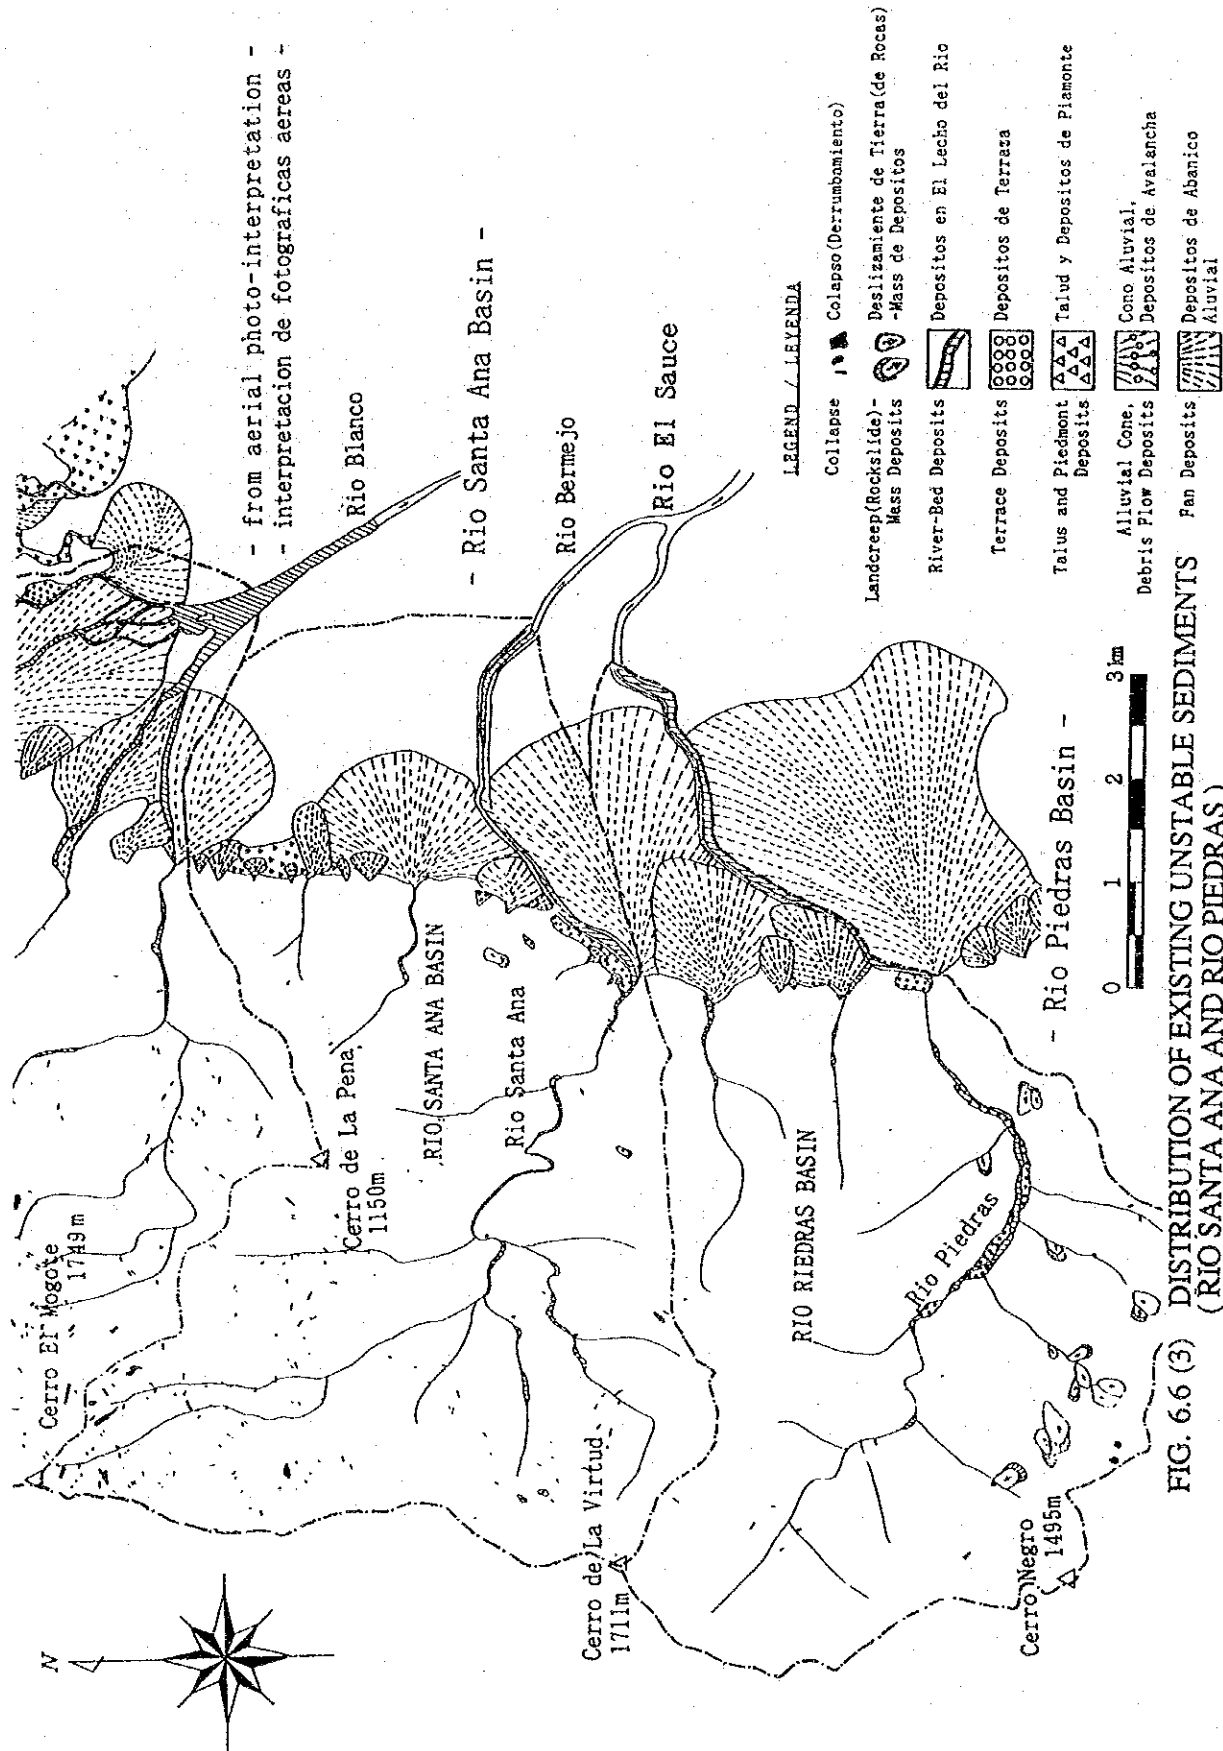 N
Cerro El Mogote
1749m
- from aerial photo-interpretation -
- interpretacion de fotograficas aereas -
Rio Blanco
Cerro de La Pena
1150m
RIO SANTA ANA BASIN
- Rio Santa Ana Basin -
Rio Santa Ana
Rio Bermejo
Cerro de La Virtud
1711m
Rio El Sauce
RIO RIEDRAS BASIN
Rio Piedras
Cerro Negro
1495m
- Rio Piedras Basin -
0 1 2 3 km
LEGEND / LEYENDA
Collapse Colapso(Derrumbamiento)
Landcreep(Rockslide)- Deslizamiente de Tierra(de Rocas)
Mass Deposits -Mass de Depositos
River-Bed Deposits Depositos en El Lecho del Rio
Terrace Deposits Depositos de Terraza
Talus and Piedmont Talud y Depositos de Piamonte
Deposits
Alluvial Cone, Cono Aluvial,
Debris Flow Deposits Depositos de Avalancha
Fan Deposits Depositos de Abanico
Aluvial
FIG. 6.6 (3) DISTRIBUTION OF EXISTING UNSTABLE SEDIMENTS
( RIO SANTA ANA AND RIO PIEDRAS )